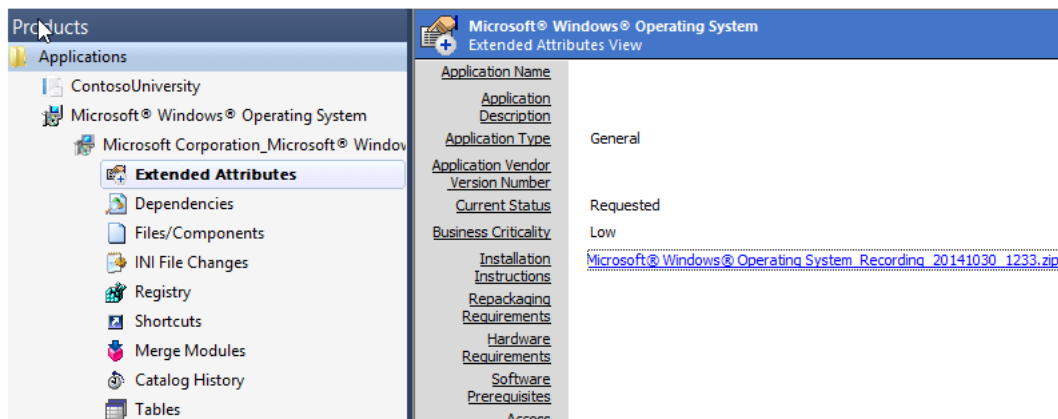 Products
Applications
ContosoUniversity
Microsoft® Windows® Operating System
Microsoft Corporation_Microsoft® Window
Extended Attributes
Dependencies
Files/Components
INI File Changes
Registry
Shortcuts
Merge Modules
Catalog History
Tables
Microsoft® Windows® Operating System
Extended Attributes View
Application Name
Application
Description
Application Type General
Application Vendor
Version Number
Current Status Requested
Business Criticality Low
Installation Microsoft® Windows® Operating System_Recording_20141030_1233.zip
Instructions
Repackaging
Requirements
Hardware
Requirements
Software
Prerequisites
Access